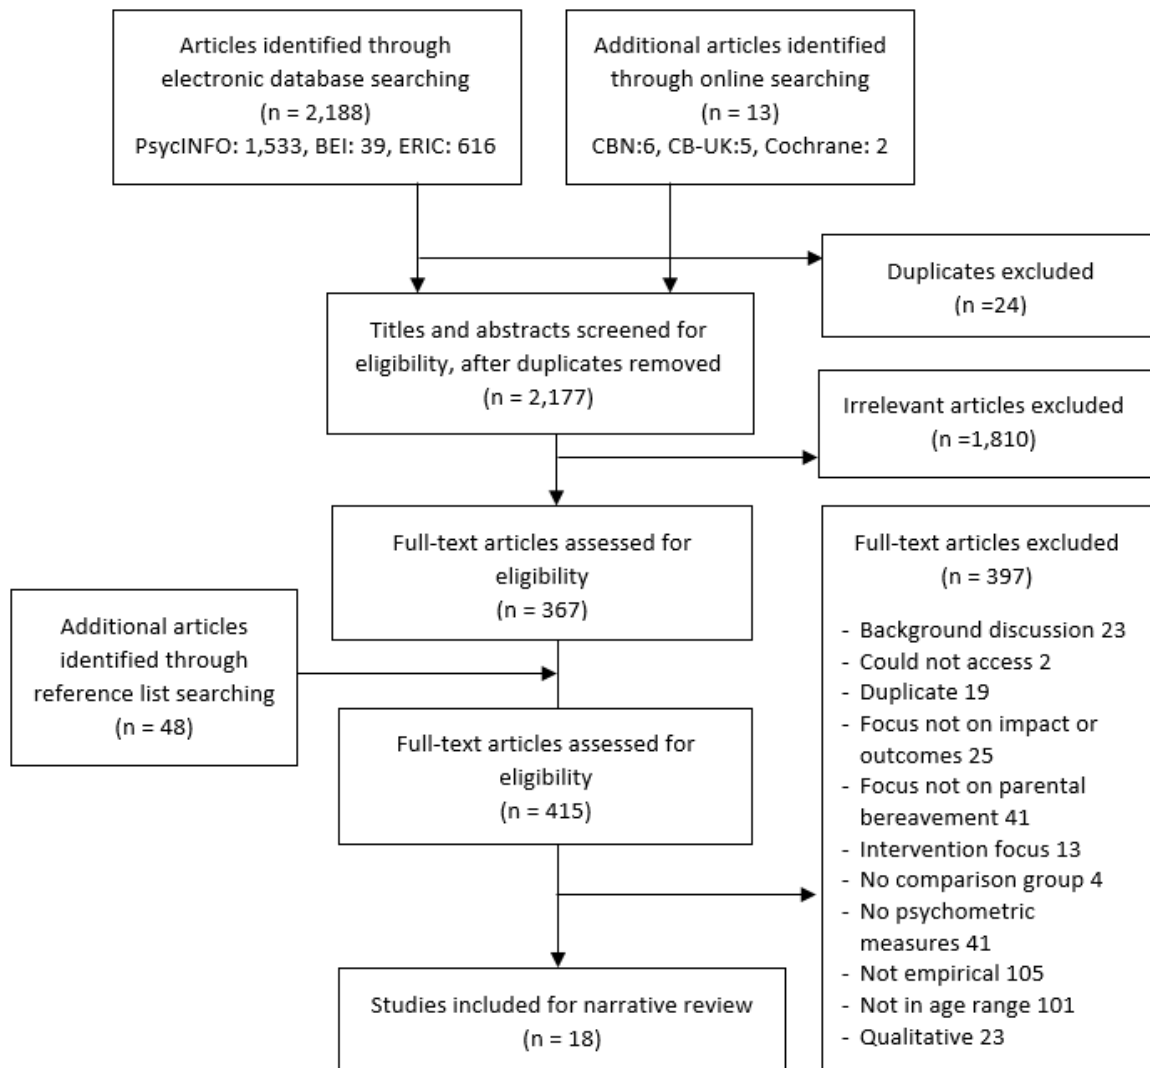 Articles identified through
electronic database searching
(n = 2,188)
PsycINFO: 1,533, BEI: 39, ERIC: 616
Additional articles identified
through online searching
(n = 13)
CBN:6, CB-UK:5, Cochrane: 2
Duplicates excluded
(n =24)
Titles and abstracts screened for
eligibility, after duplicates removed
(n = 2,177)
Irrelevant articles excluded
(n =1,810)
Full-text articles assessed for
eligibility
(n = 367)
Additional articles
identified through
reference list searching
(n = 48)
Full-text articles assessed for
eligibility
(n = 415)
Full-text articles excluded
(n = 397)
- Background discussion 23
- Could not access 2
- Duplicate 19
- Focus not on impact or
outcomes 25
- Focus not on parental
bereavement 41
- Intervention focus 13
- No comparison group 4
- No psychometric
measures 41
- Not empirical 105
- Not in age range 101
- Qualitative 23
Studies included for narrative review
(n = 18)